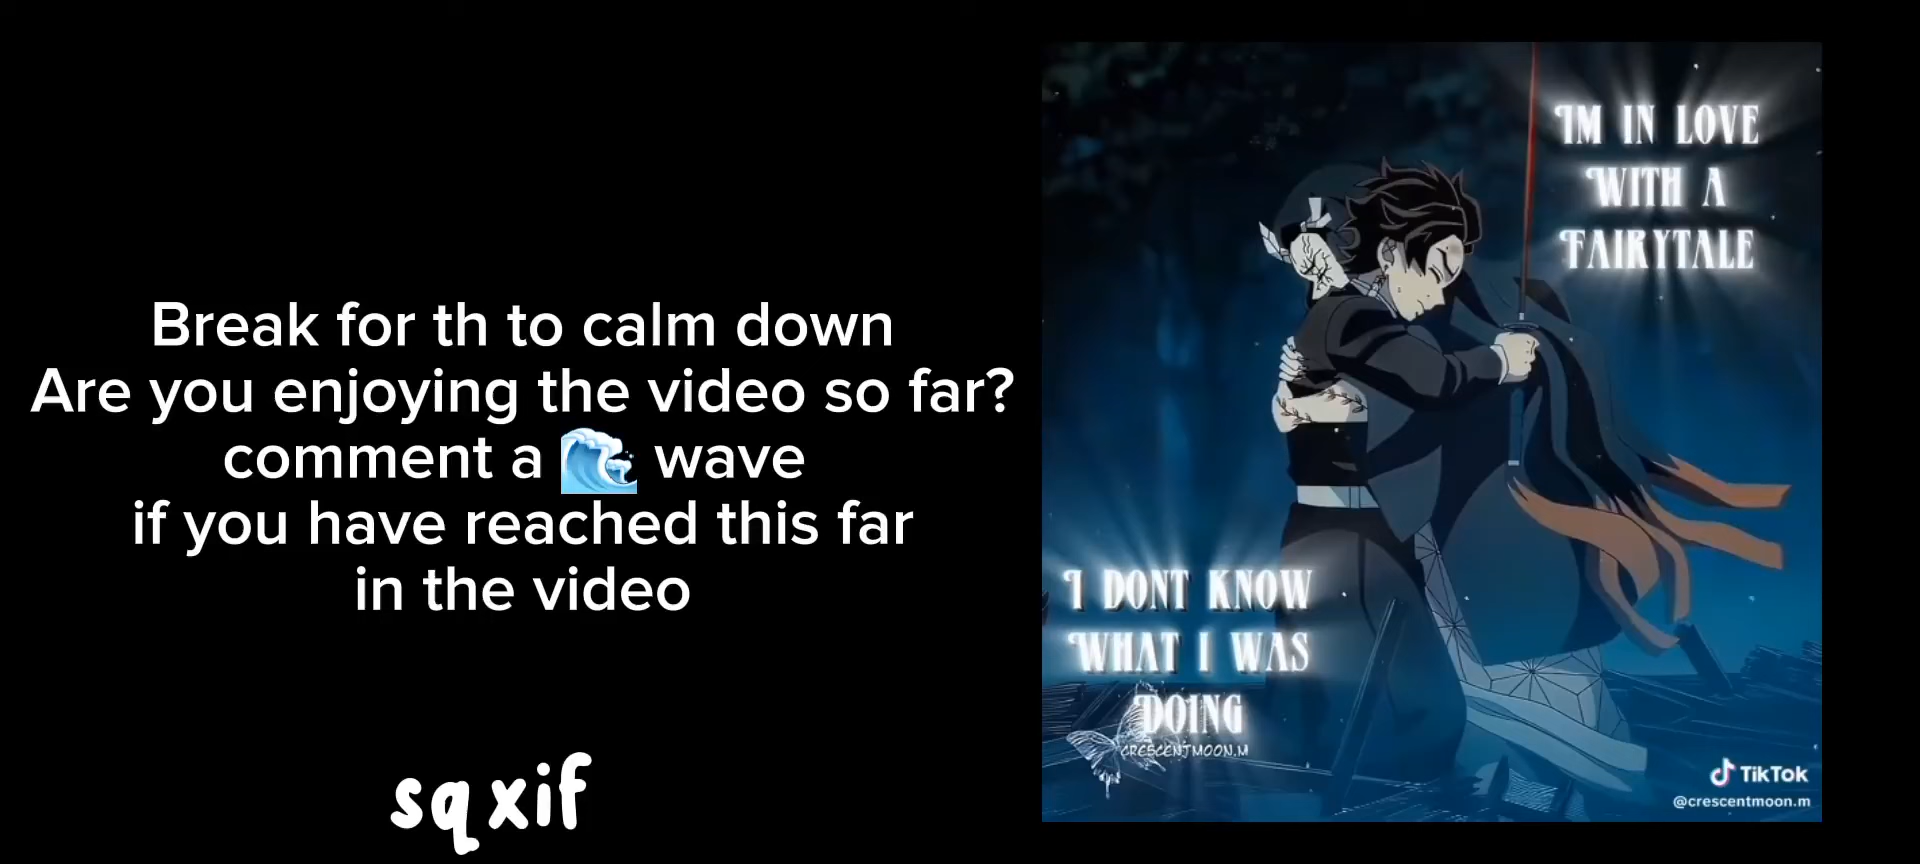 Break for th to calm down
Are you enjoying the video so far?
comment a 🌊 wave
if you have reached this far
in the video
sqxif
IM IN LOVE
WITH A
FAIRYTALE
I DONT KNOW
WHAT I WAS
DOING
CRESCENTMOON.M
TikTok
@crescentmoon.m